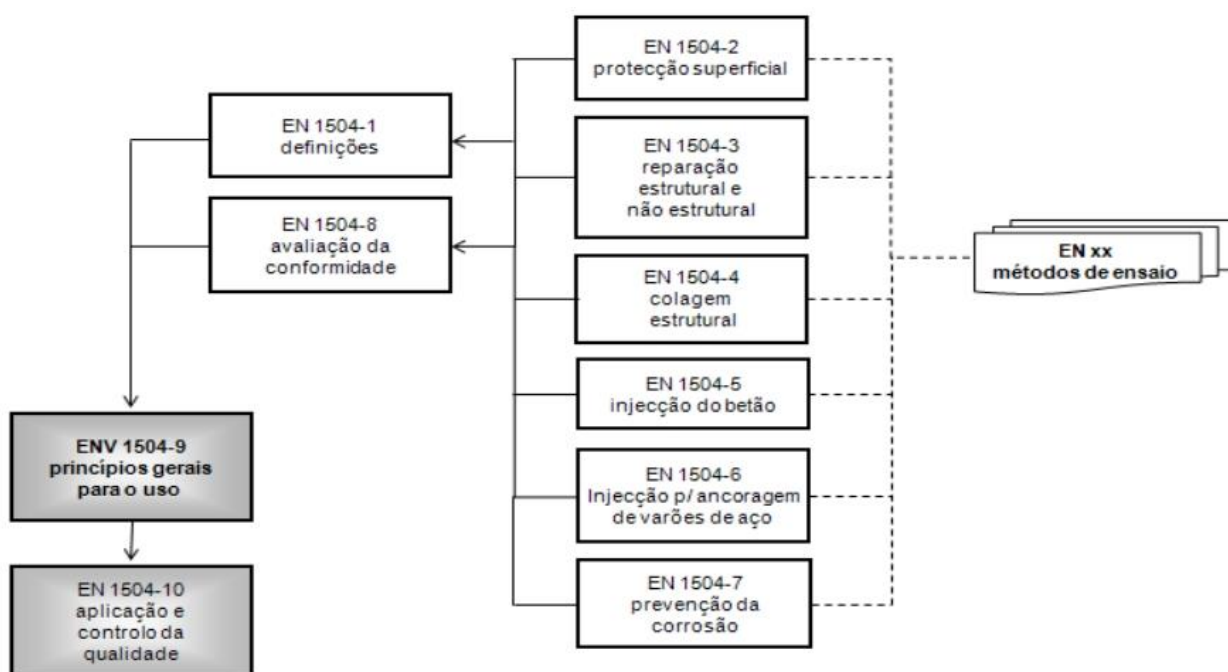 EN 1504-2
protecção superficial
EN 1504-1
definições
EN 1504-3
reparação
estrutural e
não estrutural
EN 1504-8
avaliação da
conformidade
EN xx
métodos de ensaio
EN 1504-4
colagem
estrutural
EN 1504-5
injecção do betão
ENV 1504-9
princípios gerais
para o uso
EN 1504-6
Injecção p/ ancoragem
de varões de aço
EN 1504-10
aplicação e
controlo da
qualidade
EN 1504-7
prevenção da
corrosão